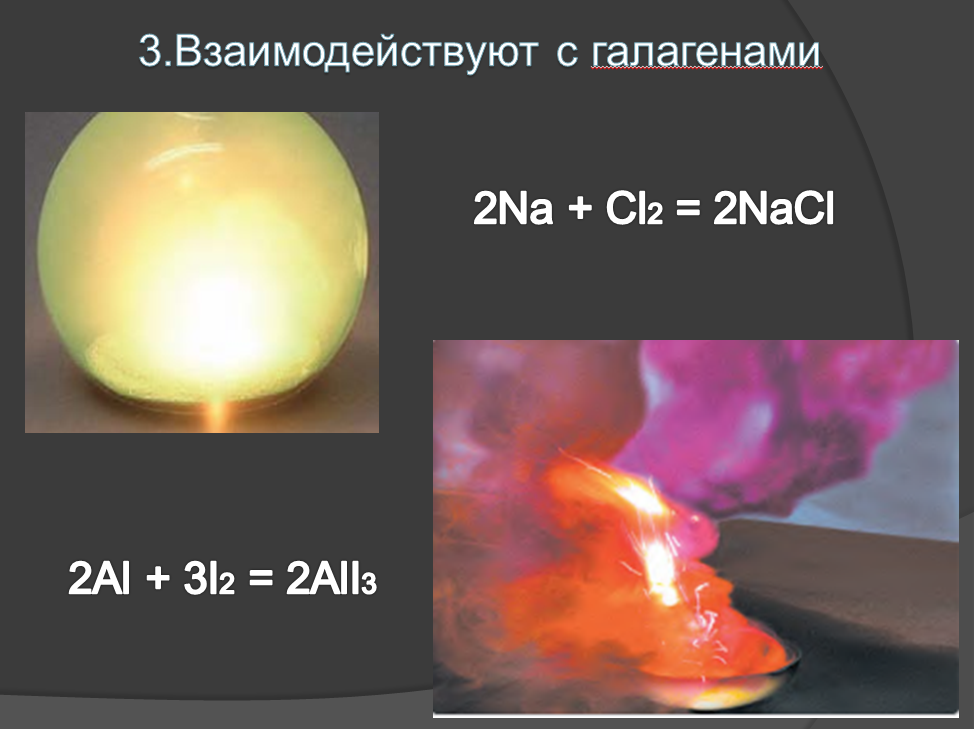 3.Взаимодействуют с галагенами
2Na + Cl₂ = 2NaCl
2Al + 3I₂ = 2AlI₃